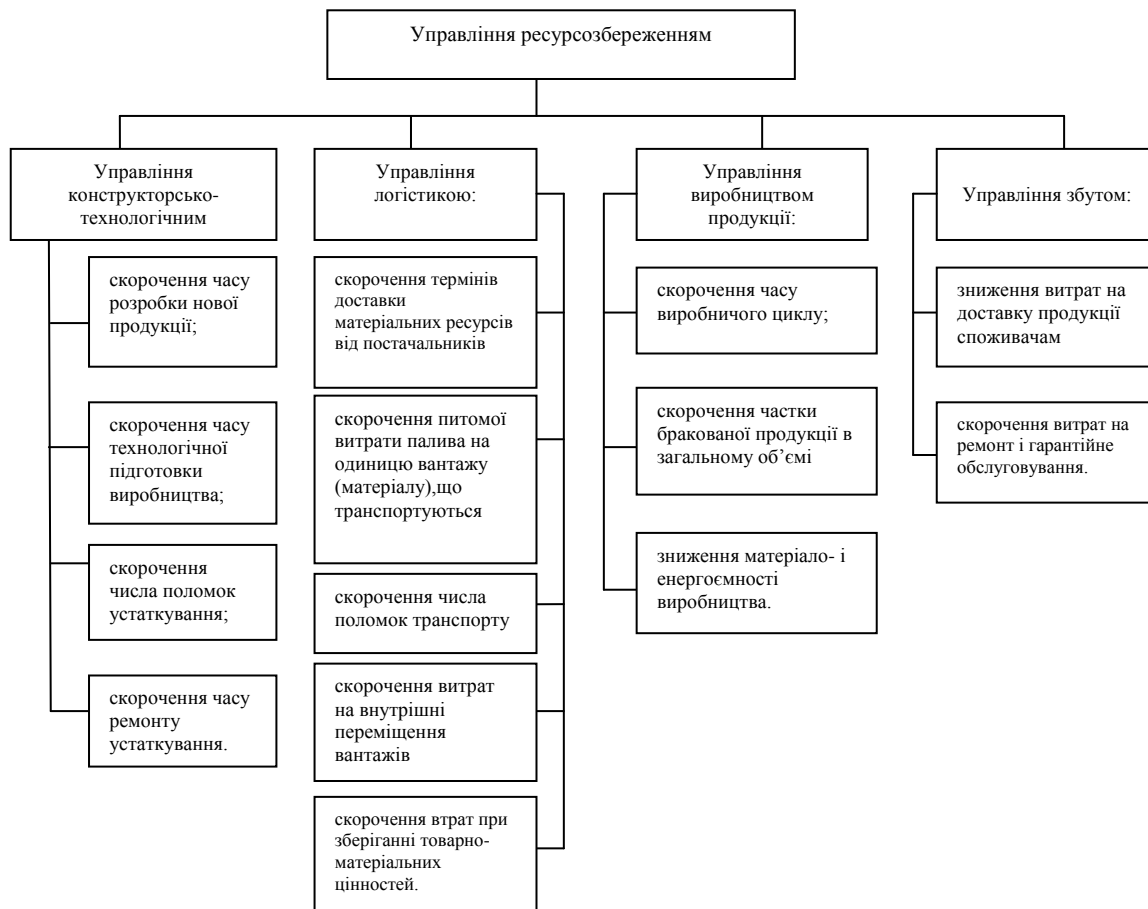 Управління ресурсозбереженням
Управління
конструкторсько-
технологічним
скорочення часу
розробки нової
продукції;
скорочення часу
технологічної
підготовки
виробництва;
скорочення
числа поломок
устаткування;
скорочення часу
ремонту
устаткування.
Управління
логістикою:
скорочення термінів
доставки
матеріальних ресурсів
від постачальників
скорочення питомої
витрати палива на
одиницю вантажу
(матеріалу),що
транспортуються
скорочення числа
поломок транспорту
скорочення витрат
на внутрішні
переміщення
вантажів
скорочення втрат при
зберіганні товарно-
матеріальних
цінностей.
Управління
виробництвом
продукції:
скорочення часу
виробничого циклу;
скорочення частки
бракованої продукції в
загальному об’ємі
зниження матеріало- і
енергоємності
виробництва.
Управління збутом:
зниження витрат на
доставку продукції
споживачам
скорочення витрат на
ремонт і гарантійне
обслуговування.